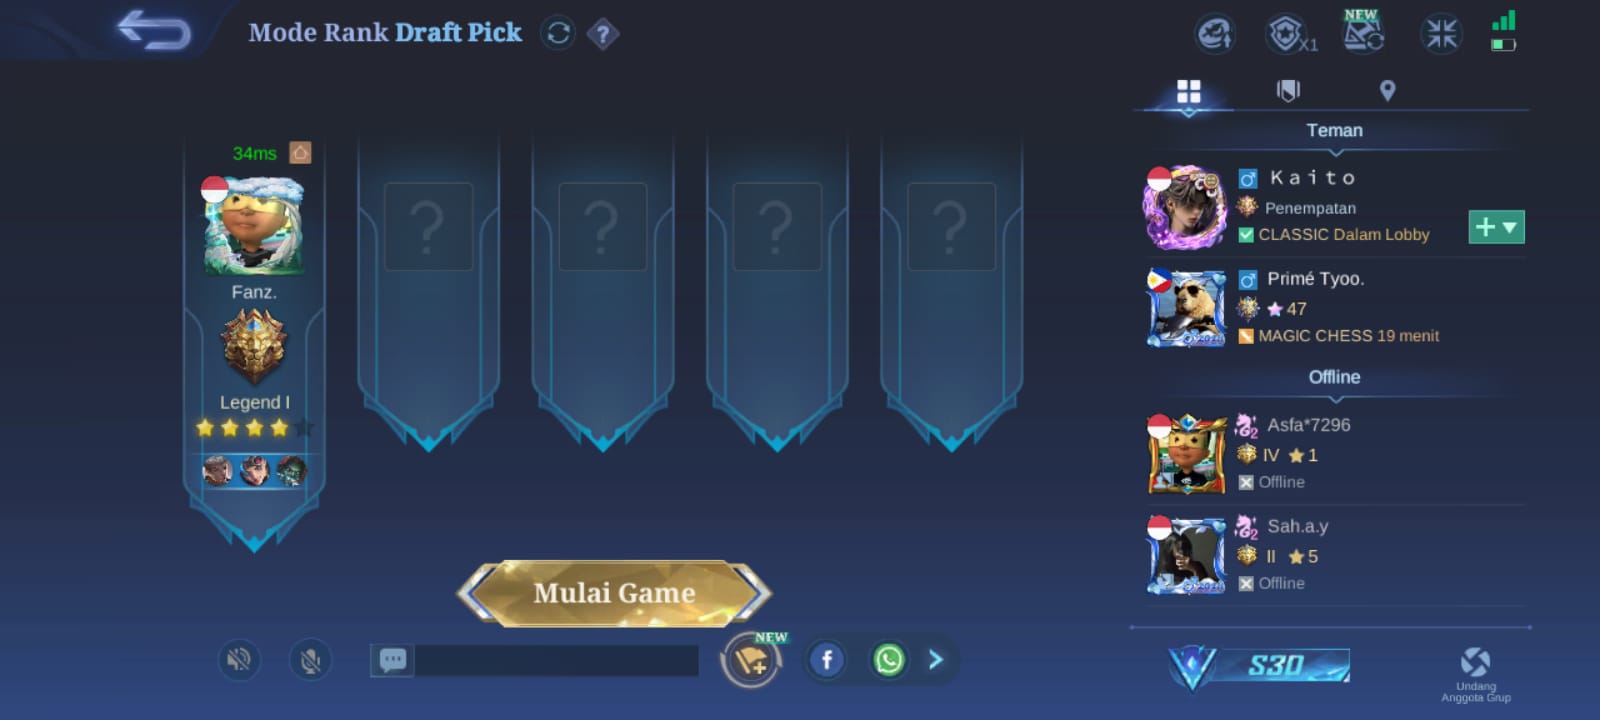 Mode Rank Draft Pick
?
X1
NEW
34ms
Fanz.
Legend I
?
?
?
?
Mulai Game
NEW
Teman
Kaito
Penempatan
CLASSIC Dalam Lobby
Primé Tyoo.
47
MAGIC CHESS 19 menit
Offline
Asfa*7296
IV 1
Offline
Sah.a.y
II 5
Offline
S30
Undang
Anggota Grup